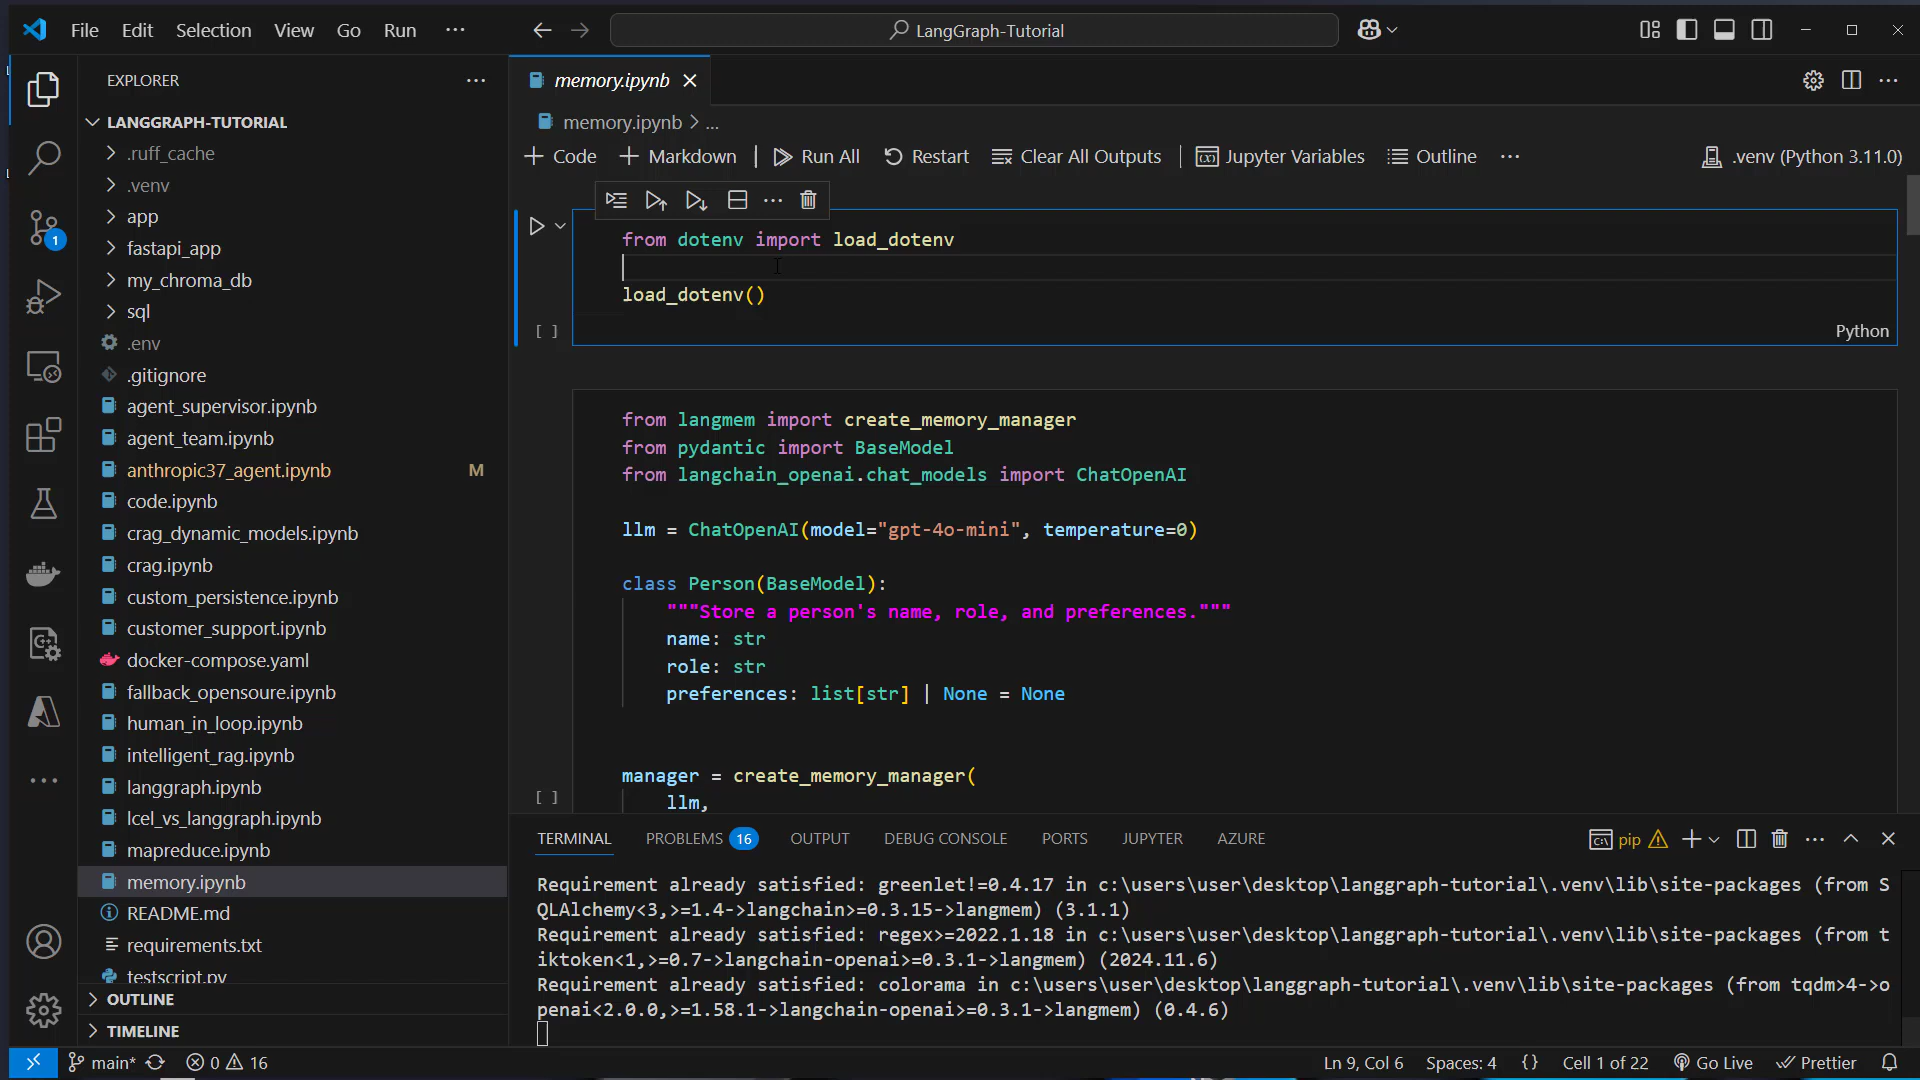 File Edit Selection View Go Run ···
LangGraph-Tutorial
EXPLORER
LANGGRAPH-TUTORIAL
.ruff_cache
.venv
app
fastapi_app
my_chroma_db
sql
.env
.gitignore
agent_supervisor.ipynb
agent_team.ipynb
anthropic37_agent.ipynb M
code.ipynb
crag_dynamic_models.ipynb
crag.ipynb
custom_persistence.ipynb
customer_support.ipynb
docker-compose.yaml
fallback_opensoure.ipynb
human_in_loop.ipynb
intelligent_rag.ipynb
langgraph.ipynb
lcel_vs_langgraph.ipynb
mapreduce.ipynb
memory.ipynb
README.md
requirements.txt
testscript.py
OUTLINE
TIMELINE
1
memory.ipynb
memory.ipynb > ...
+ Code + Markdown | Run All Restart Clear All Outputs | Jupyter Variables Outline ··· .venv (Python 3.11.0)
from dotenv import load_dotenv
load_dotenv()
[ ]
Python
from langmem import create_memory_manager
from pydantic import BaseModel
from langchain_openai.chat_models import ChatOpenAI
llm = ChatOpenAI(model="gpt-4o-mini", temperature=0)
class Person(BaseModel):
"""Store a person's name, role, and preferences."""
name: str
role: str
preferences: list[str] | None = None
manager = create_memory_manager(
[ ]
llm,
TERMINAL PROBLEMS 16 OUTPUT DEBUG CONSOLE PORTS JUPYTER AZURE
pip
Requirement already satisfied: greenlet!=0.4.17 in c:\users\user\desktop\langgraph-tutorial\.venv\lib\site-packages (from S
QLAlchemy<3,>=1.4->langchain>=0.3.15->langmem) (3.1.1)
Requirement already satisfied: regex>=2022.1.18 in c:\users\user\desktop\langgraph-tutorial\.venv\lib\site-packages (from t
iktoken<1,>=0.7->langchain-openai>=0.3.1->langmem) (2024.11.6)
Requirement already satisfied: colorama in c:\users\user\desktop\langgraph-tutorial\.venv\lib\site-packages (from tqdm>4->o
penai<2.0.0,>=1.58.1->langchain-openai>=0.3.1->langmem) (0.4.6)
main* 0 16
Ln 9, Col 6 Spaces: 4 {} Cell 1 of 22 Go Live Prettier